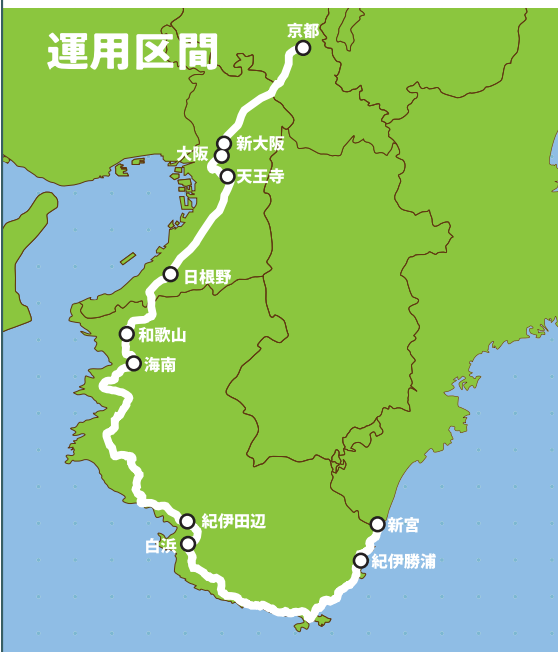 運用区間
京都
新大阪
大阪
天王寺
日根野
和歌山
海南
紀伊田辺
白浜
新宮
紀伊勝浦